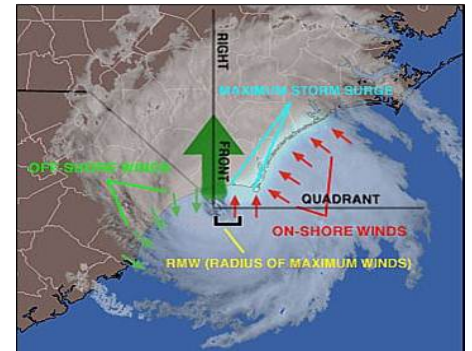 RIGHT
MAXIMUM STORM SURGE
FRONT
OFF-SHORE WINDS
QUADRANT
ON-SHORE WINDS
RMW (RADIUS OF MAXIMUM WINDS)